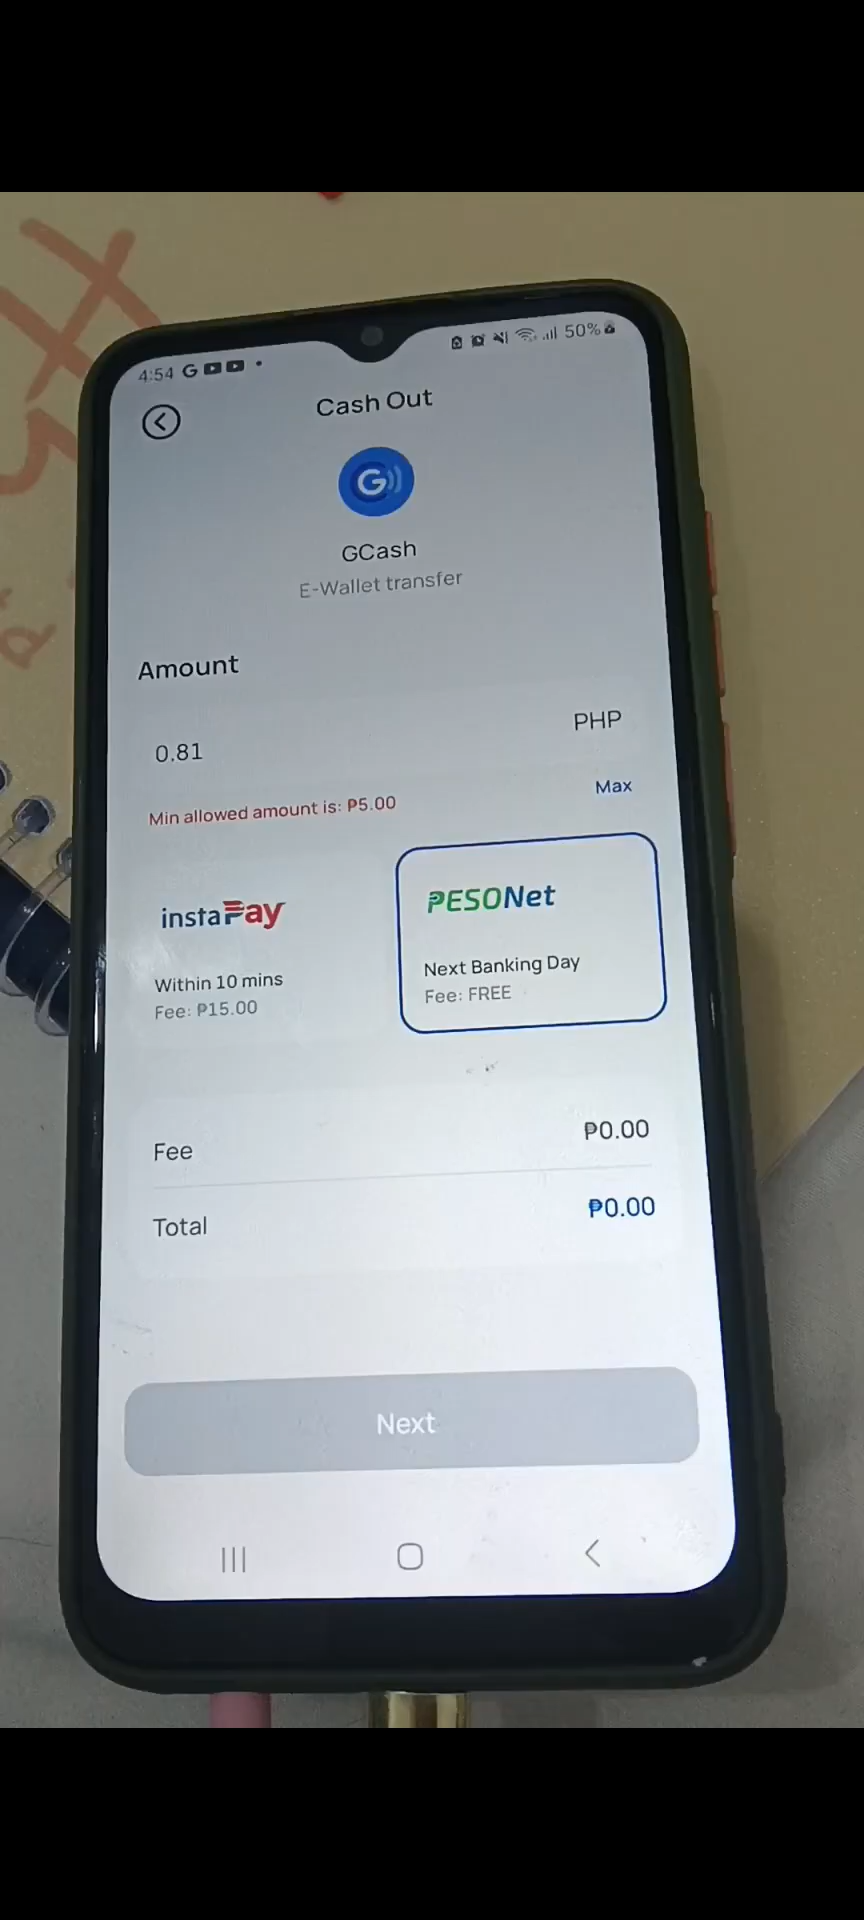 4:54 G
50%
Cash Out
G
GCash
E-Wallet transfer
Amount
0.81 PHP
Min allowed amount is: ₱5.00 Max
instaPay
Within 10 mins
Fee: ₱15.00
PESONet
Next Banking Day
Fee: FREE
Fee ₱0.00
Total ₱0.00
Next